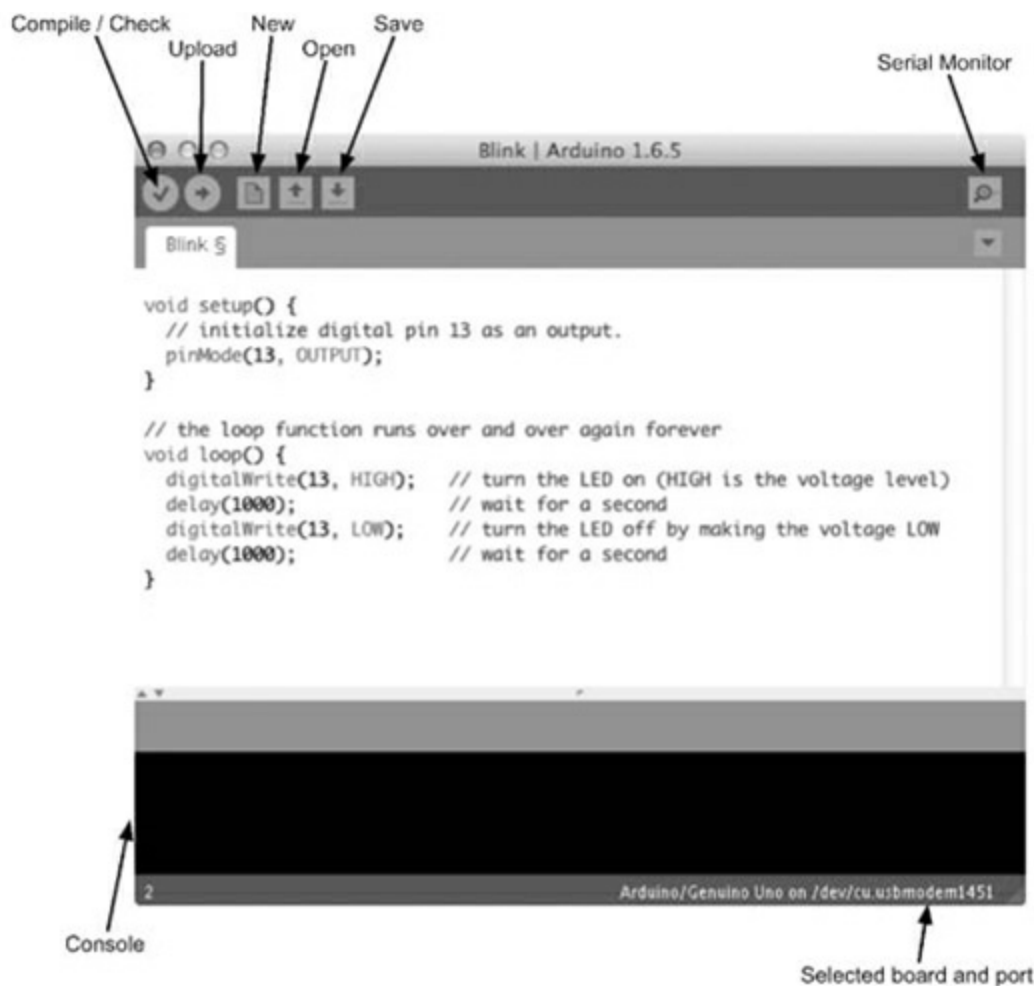 Compile / Check
Upload
New
Open
Save
Serial Monitor
Blink | Arduino 1.6.5
Blink §
void setup() {
  // initialize digital pin 13 as an output.
  pinMode(13, OUTPUT);
}

// the loop function runs over and over again forever
void loop() {
  digitalWrite(13, HIGH);   // turn the LED on (HIGH is the voltage level)
  delay(1000);              // wait for a second
  digitalWrite(13, LOW);    // turn the LED off by making the voltage LOW
  delay(1000);              // wait for a second
}
2
Arduino/Genuino Uno on /dev/cu.usbmodem1451
Console
Selected board and port